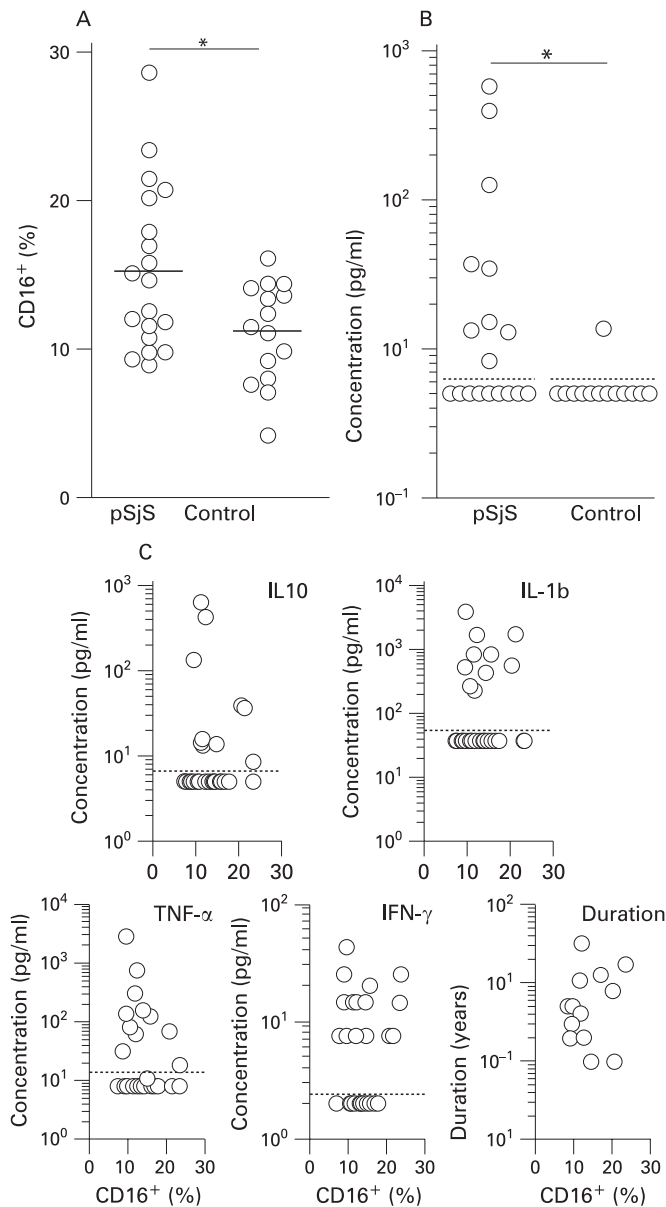 A
*
30
20
10
0
CD16⁺ (%)
pSjS Control
B
*
10³
10²
10¹
10⁻¹
Concentration (pg/ml)
pSjS Control
C
IL10
10³
10²
10¹
10⁰
Concentration (pg/ml)
0 10 20 30
IL-1b
10⁴
10³
10²
10¹
10⁰
Concentration (pg/ml)
0 10 20 30
TNF-α
10⁴
10³
10²
10¹
10⁰
Concentration (pg/ml)
0 10 20 30
CD16⁺ (%)
IFN-γ
10²
10¹
10⁰
Concentration (pg/ml)
0 10 20 30
CD16⁺ (%)
Duration
10²
10⁰
10⁻¹
10¹
Duration (years)
0 10 20 30
CD16⁺ (%)